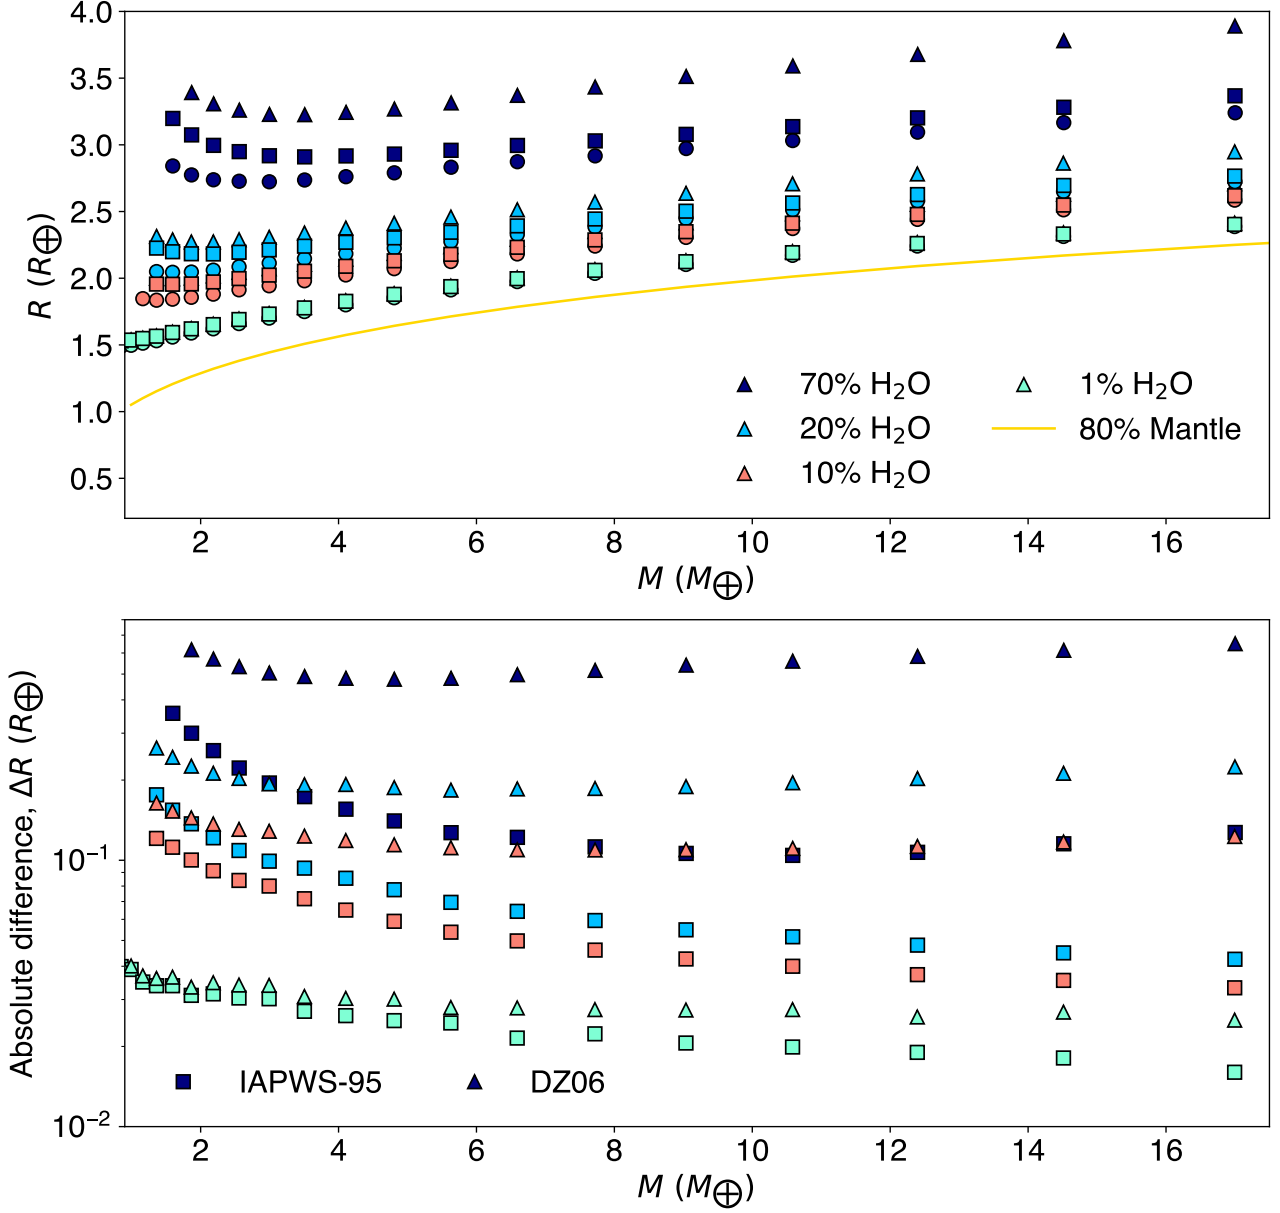 4.0
3.5
3.0
2.5
2.0
1.5
1.0
0.5
R (R⊕)
70% H₂O
20% H₂O
10% H₂O
1% H₂O
80% Mantle
2 4 6 8 10 12 14 16
M (M⊕)
10⁻¹
10⁻²
Absolute difference, ΔR (R⊕)
IAPWS-95 DZ06
2 4 6 8 10 12 14 16
M (M⊕)